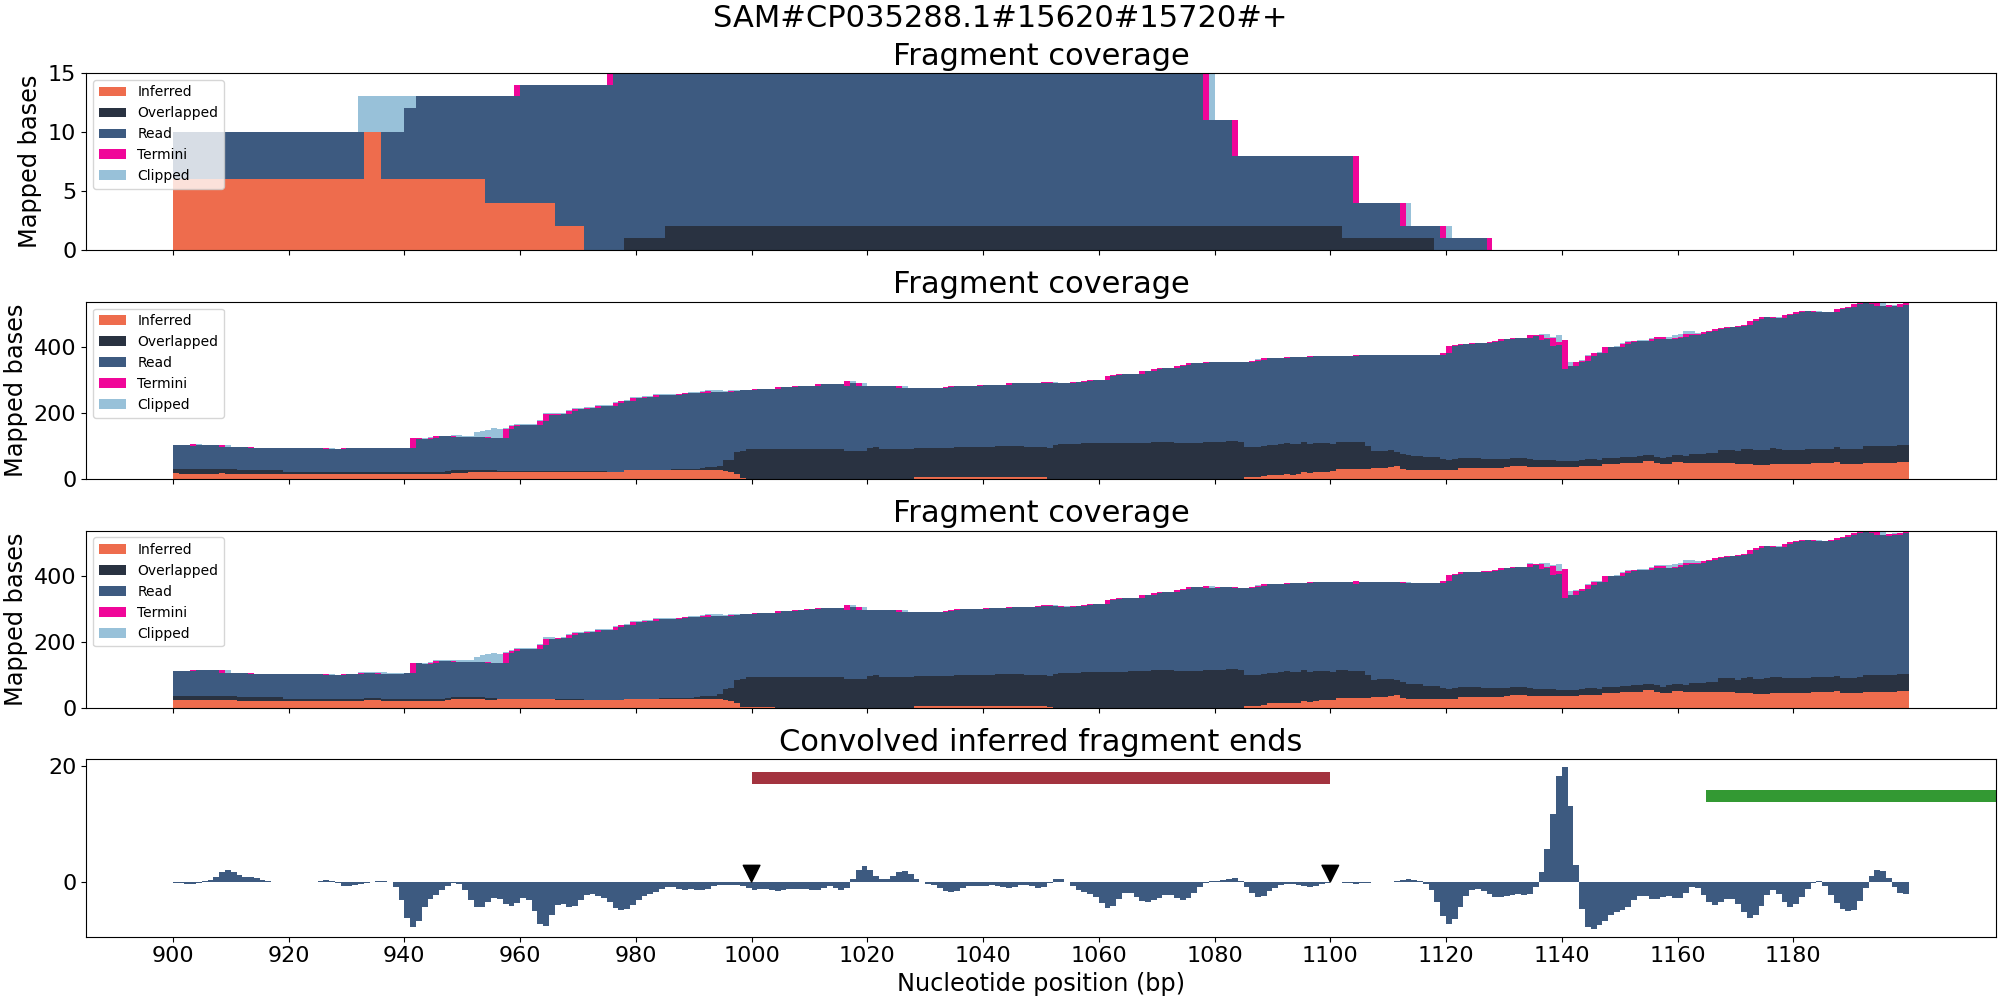 SAM#CP035288.1#15620#15720#+
Fragment coverage
Mapped bases
15
10
5
0
Inferred
Overlapped
Read
Termini
Clipped
Fragment coverage
Mapped bases
400
200
0
Inferred
Overlapped
Read
Termini
Clipped
Fragment coverage
Mapped bases
400
200
0
Inferred
Overlapped
Read
Termini
Clipped
Convolved inferred fragment ends
20
0
900 920 940 960 980 1000 1020 1040 1060 1080 1100 1120 1140 1160 1180
Nucleotide position (bp)